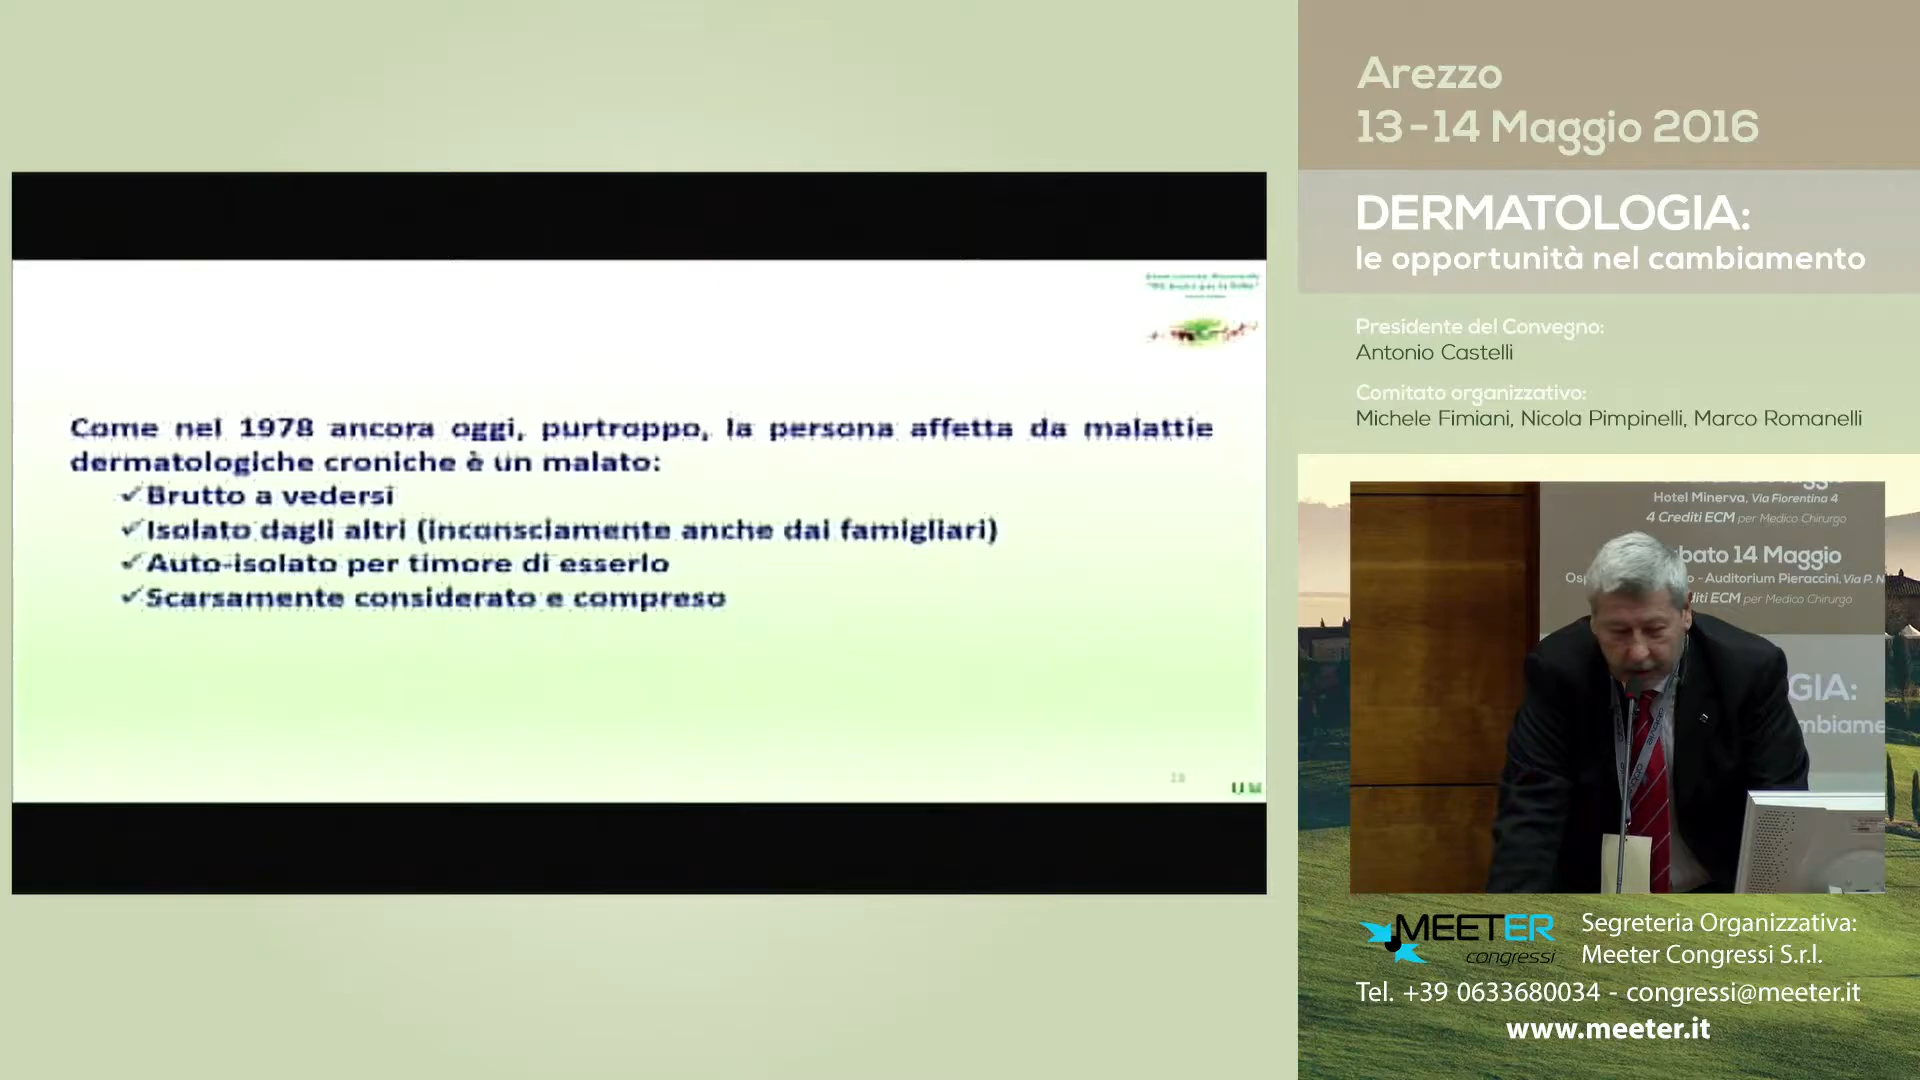 Come nel 1978 ancora oggi, purtroppo, la persona affetta da malattie
dermatologiche croniche è un malato:
✓Brutto a vedersi
✓Isolato dagli altri (inconsciamente anche dai famigliari)
✓Auto-isolato per timore di esserlo
✓Scarsamente considerato e compreso
Arezzo
13-14 Maggio 2016
DERMATOLOGIA:
le opportunità nel cambiamento
Presidente del Convegno:
Antonio Castelli
Comitato organizzativo:
Michele Fimiani, Nicola Pimpinelli, Marco Romanelli
Hotel Minerva, Via Fiorentina 4
4 Crediti ECM per Medico Chirurgo
bato 14 Maggio
Osp o - Auditorium Pieraccini, Via P. N
diti ECM per Medico Chirurgo
GIA:
mbiame
MEETER
congressi
Segreteria Organizzativa:
Meeter Congressi S.r.l.
Tel. +39 0633680034 - congressi@meeter.it
www.meeter.it